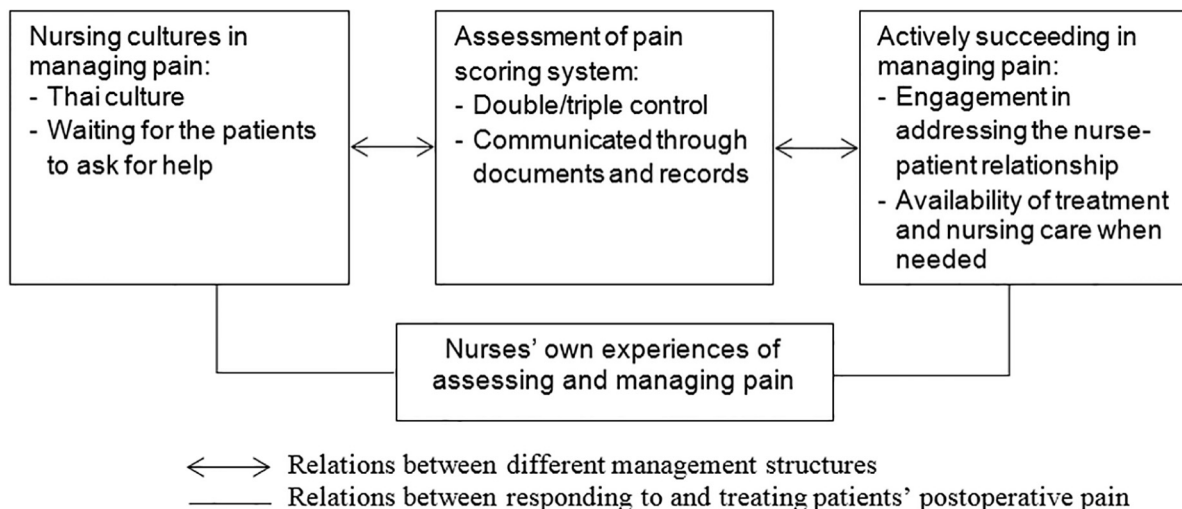 Nursing cultures in
managing pain:
- Thai culture
- Waiting for the patients
to ask for help
Assessment of pain
scoring system:
- Double/triple control
- Communicated through
documents and records
Actively succeeding in
managing pain:
- Engagement in
addressing the nurse-
patient relationship
- Availability of treatment
and nursing care when
needed
Nurses’ own experiences of
assessing and managing pain
Relations between different management structures
Relations between responding to and treating patients’ postoperative pain